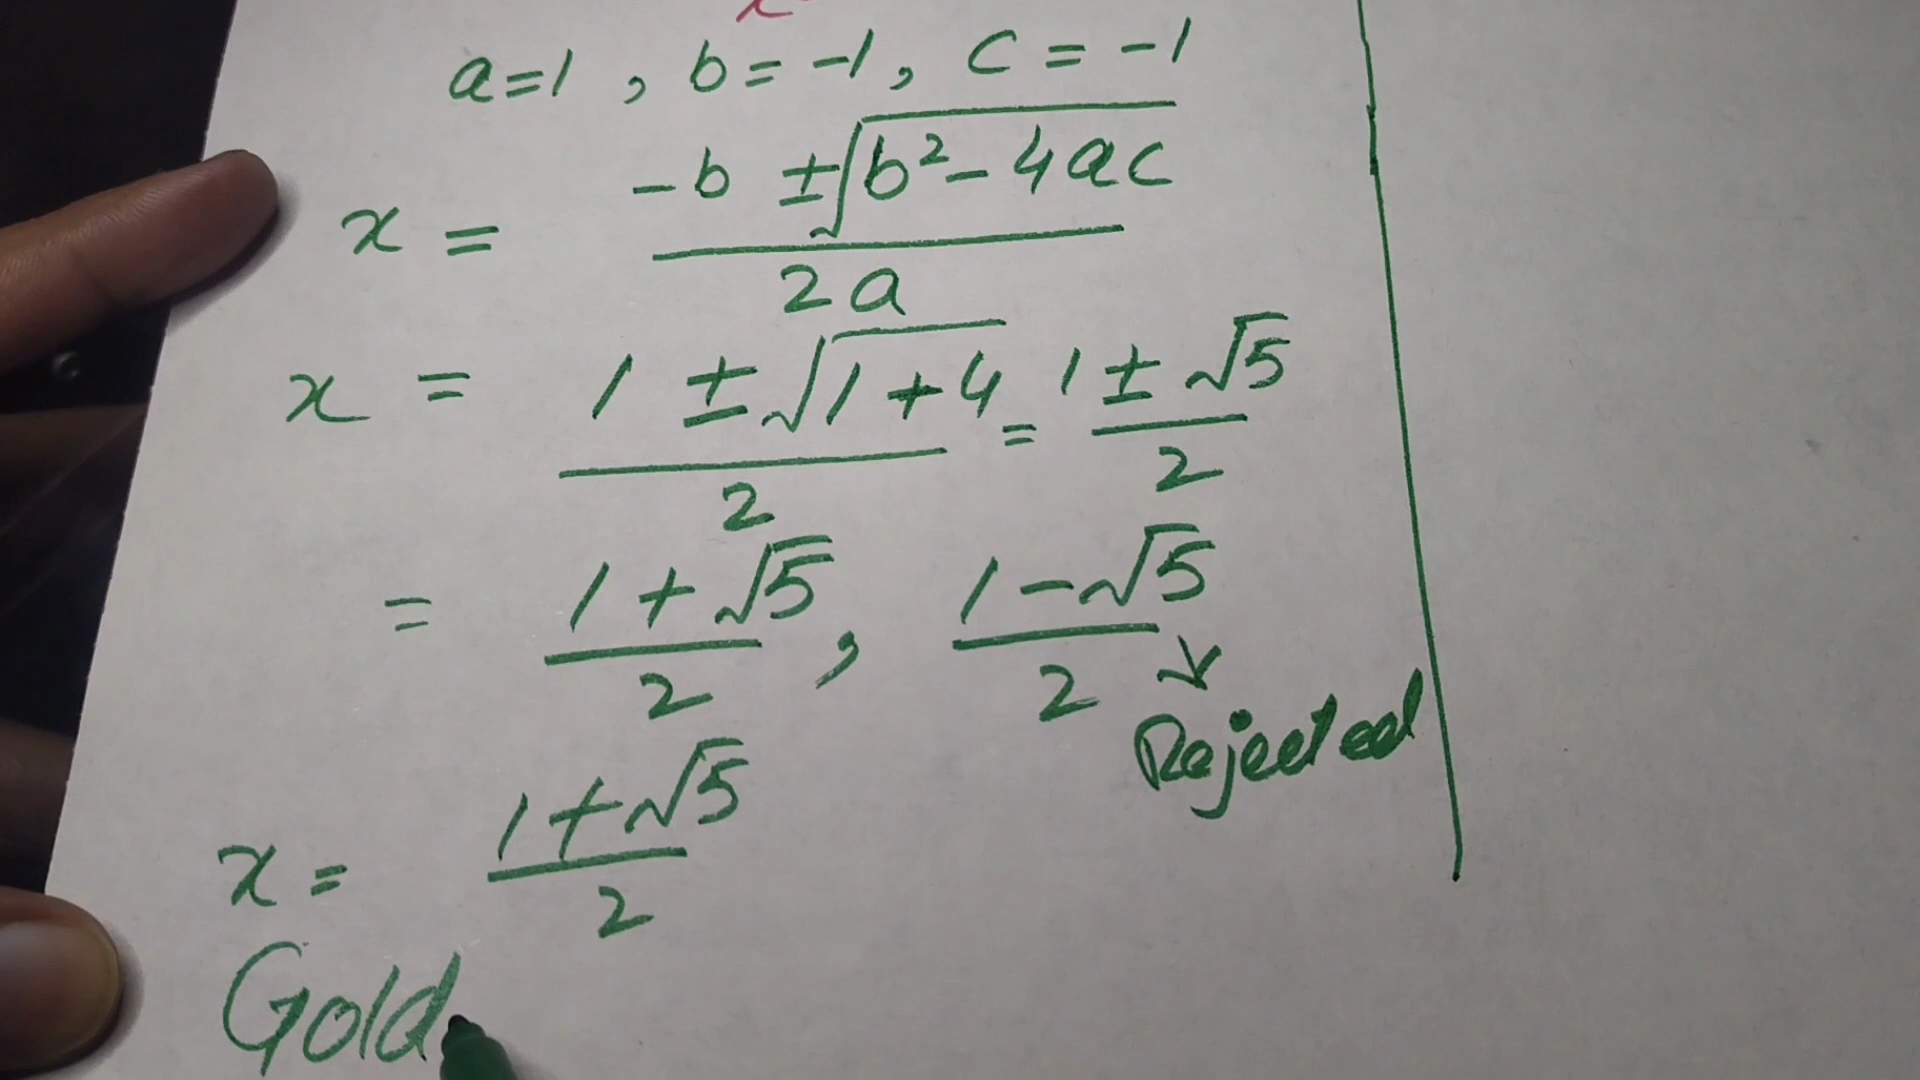 a=1 , b=-1, c=-1
x = (-b ±√(b²-4ac))/(2a)
x = (1 ±√(1+4))/2 = (1±√5)/2
= (1+√5)/2 , (1-√5)/2
↓
Rejected
x = (1+√5)/2
Gold